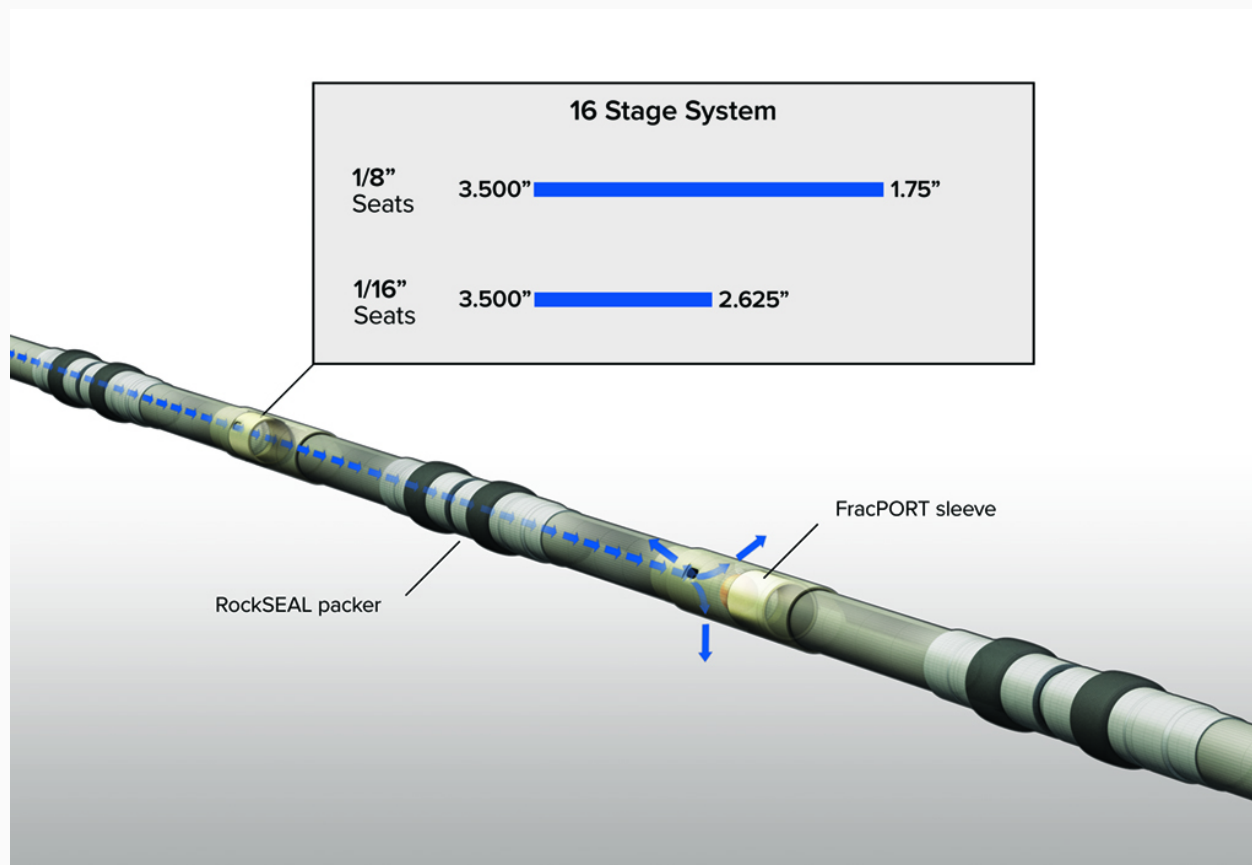 16 Stage System
1/8”
Seats
3.500”
1.75”
1/16”
Seats
3.500”
2.625”
FracPORT sleeve
RockSEAL packer